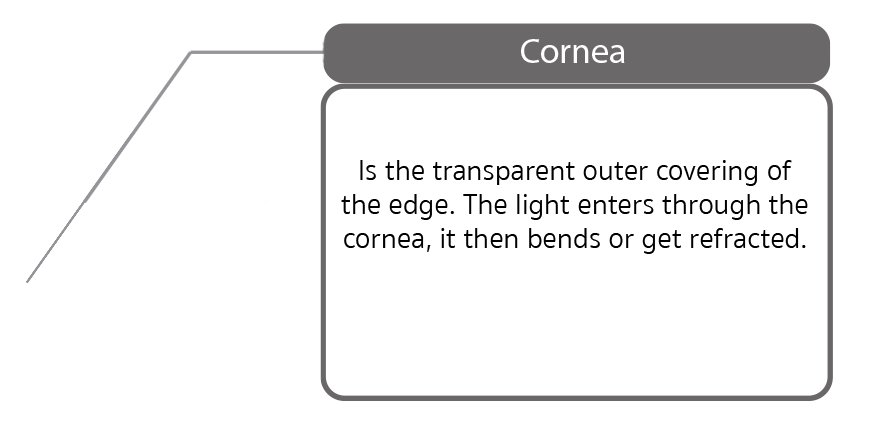 Cornea
Is the transparent outer covering of
the edge. The light enters through the
cornea, it then bends or get refracted.